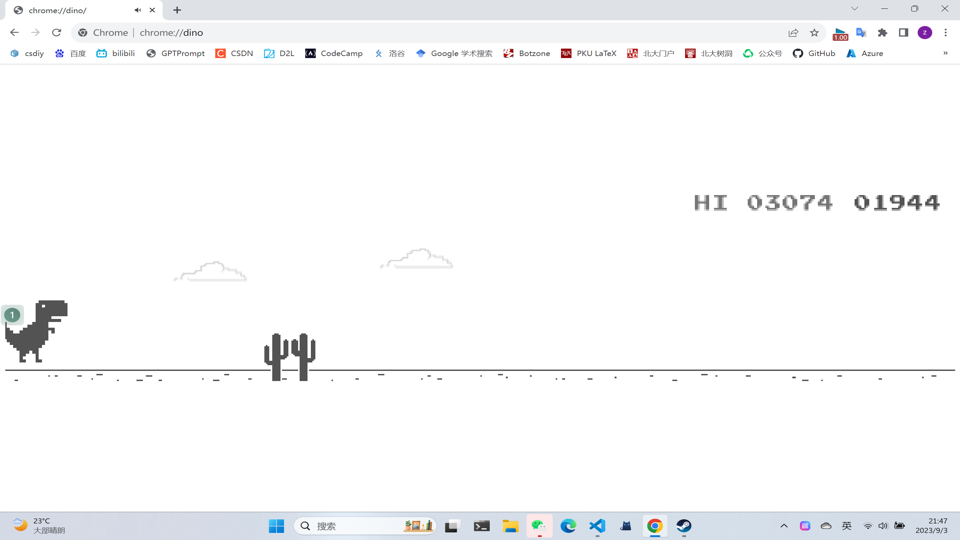 chrome://dino/
Chrome | chrome://dino
1.00
z
csdiy 百度 bilibili GPTPrompt CSDN D2L CodeCamp 洛谷 Google 学术搜索 Botzone PKU LaTeX 北大门户 北大树洞 公众号 GitHub Azure »
HI 03074 01944
1
23°C
大部晴朗
搜索
英
21:47
2023/9/3